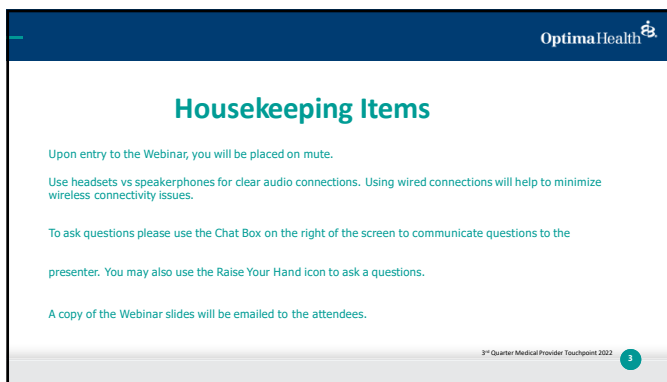 OptimaHealth
Housekeeping Items
Upon entry to the Webinar, you will be placed on mute.
Use headsets vs speakerphones for clear audio connections. Using wired connections will help to minimize
wireless connectivity issues.
To ask questions please use the Chat Box on the right of the screen to communicate questions to the
presenter. You may also use the Raise Your Hand icon to ask a questions.
A copy of the Webinar slides will be emailed to the attendees.
3rd Quarter Medical Provider Touchpoint 2022
3